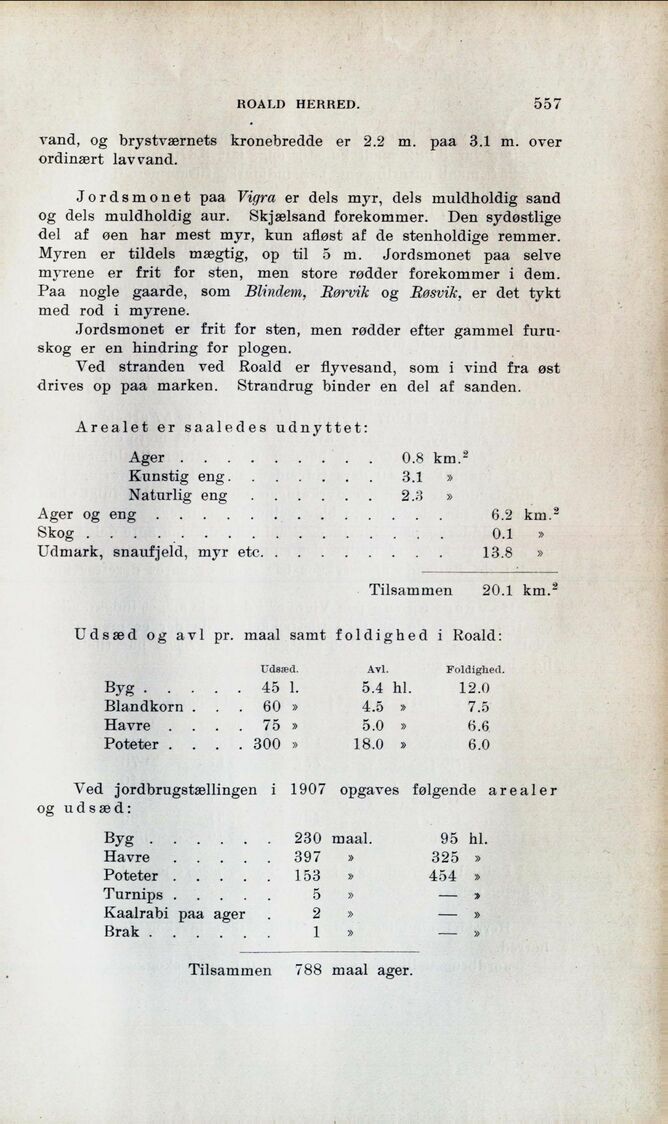 ROALD HERRED. 557
vand, og brystværnets kronebredde er 2.2 m. paa 3.1 m. over
ordinært lavvand.
Jordsmonet paa Vigra er dels myr, dels muldholdig sand
og dels muldholdig aur. Skjælsand forekommer. Den sydøstlige
del af øen har mest myr, kun afløst af de stenholdige remmer.
Myren er tildels mægtig, op til 5 m. Jordsmonet paa selve
myrene er frit for sten, men store rødder forekommer i dem.
Paa nogle gaarde, som Blindem, Rørvik og Røsvik, er det tykt
med rod i myrene.
Jordsmonet er frit for sten, men rødder efter gammel furu-
skog er en hindring for plogen.
Ved stranden ved Roald er flyvesand, som i vind fra øst
drives op paa marken. Strandrug binder en del af sanden.
Arealet er saaledes udnyttet:
Ager . . . . . . . . . 0.8 km.²
Kunstig eng. . . . . . . 3.1 »
Naturlig eng . . . . . . 2.3 »
Ager og eng . . . . . . . . . . . . 6.2 km.²
Skog . . . . . . . . . . . . . . . 0.1 »
Udmark, snaufjeld, myr etc. . . . . . . . . 13.8 »
Tilsammen 20.1 km.²
Udsæd og avl pr. maal samt foldighed i Roald:
Udsæd. Avl. Foldighed.
Byg . . . . . 45 l. 5.4 hl. 12.0
Blandkorn . . . 60 » 4.5 » 7.5
Havre . . . . 75 » 5.0 » 6.6
Poteter . . . . 300 » 18.0 » 6.0
Ved jordbrugstællingen i 1907 opgaves følgende arealer
og udsæd:
Byg . . . . . . 230 maal. 95 hl.
Havre . . . . . 397 » 325 »
Poteter . . . . . 153 » 454 »
Turnips . . . . . 5 » — »
Kaalrabi paa ager . 2 » — »
Brak . . . . . . 1 » — »
Tilsammen 788 maal ager.